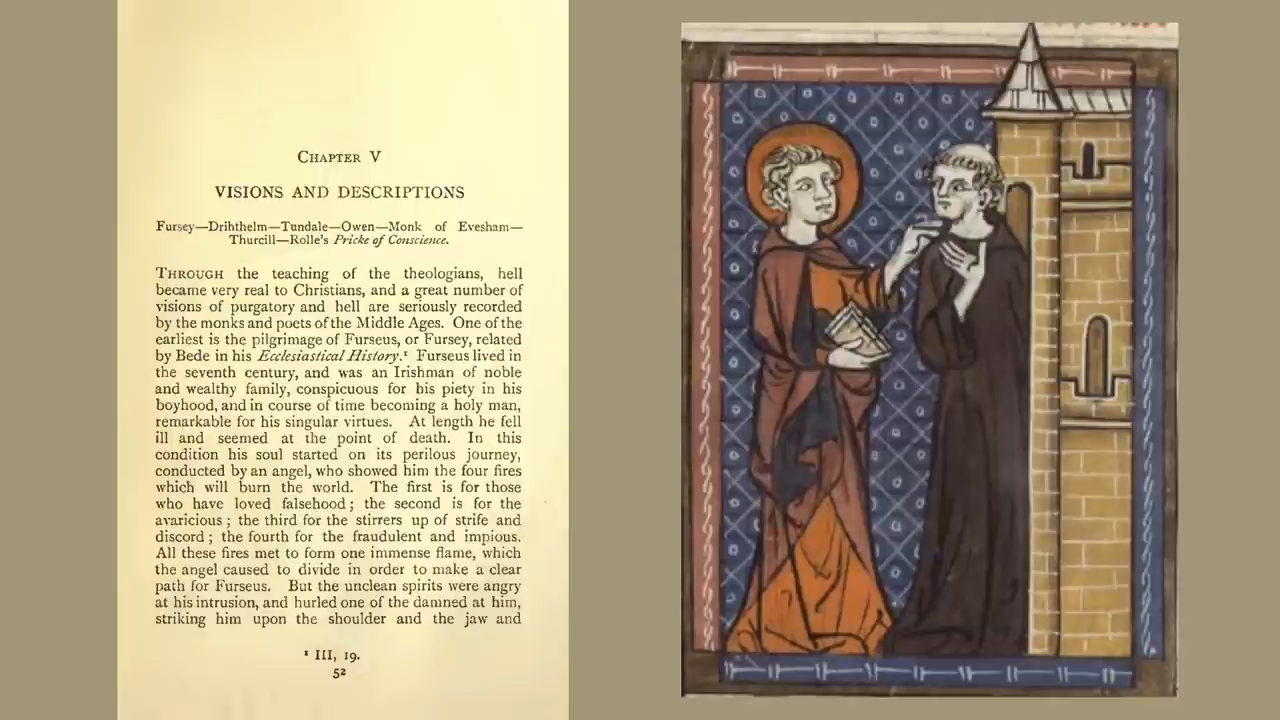 CHAPTER V
VISIONS AND DESCRIPTIONS
Fursey—Drihthelm—Tundale—Owen—Monk of Evesham—
Thurcill—Rolle's Pricke of Conscience.
THROUGH the teaching of the theologians, hell
became very real to Christians, and a great number of
visions of purgatory and hell are seriously recorded
by the monks and poets of the Middle Ages. One of the
earliest is the pilgrimage of Furseus, or Fursey, related
by Bede in his Ecclesiastical History.¹ Furseus lived in
the seventh century, and was an Irishman of noble
and wealthy family, conspicuous for his piety in his
boyhood, and in course of time becoming a holy man,
remarkable for his singular virtues. At length he fell
ill and seemed at the point of death. In this
condition his soul started on its perilous journey,
conducted by an angel, who showed him the four fires
which will burn the world. The first is for those
who have loved falsehood; the second is for the
avaricious; the third for the stirrers up of strife and
discord; the fourth for the fraudulent and impious.
All these fires met to form one immense flame, which
the angel caused to divide in order to make a clear
path for Furseus. But the unclean spirits were angry
at his intrusion, and hurled one of the damned at him,
striking him upon the shoulder and the jaw and
¹ III, 19.
52